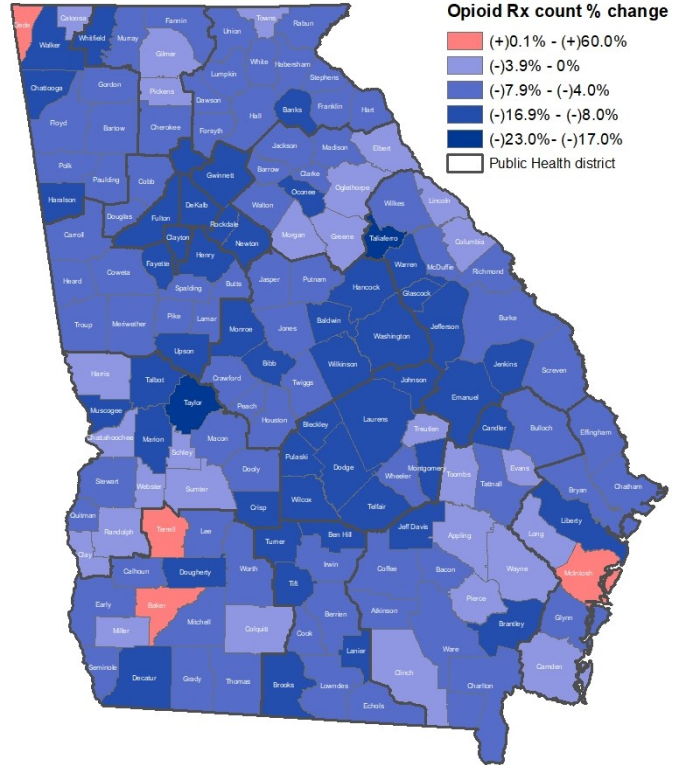 Opioid Rx count % change
(+)0.1% - (+)60.0%
(-)3.9% - 0%
(-)7.9% - (-)4.0%
(-)16.9% - (-)8.0%
(-)23.0%- (-)17.0%
Public Health district
Dade
Catoosa
Fannin
Towns
Rabun
Walker
Whitfield
Murray
Union
Gilmer
White
Habersham
Lumpkin
Stephens
Chattooga
Gordon
Pickens
Dawson
Banks
Franklin
Hart
Floyd
Bartow
Cherokee
Forsyth
Hall
Jackson
Madison
Elbert
Polk
Paulding
Cobb
Gwinnett
Barrow
Clarke
Oglethorpe
Oconee
Haralson
Douglas
Fulton
DeKalb
Walton
Wilkes
Lincoln
Carroll
Clayton
Rockdale
Newton
Morgan
Greene
Taliaferro
Columbia
Fayette
Henry
Warren
McDuffie
Richmond
Heard
Coweta
Spalding
Butts
Jasper
Putnam
Hancock
Glascock
Troup
Meriwether
Pike
Lamar
Monroe
Jones
Baldwin
Washington
Jefferson
Burke
Upson
Bibb
Wilkinson
Jenkins
Screven
Harris
Talbot
Crawford
Twiggs
Johnson
Emanuel
Muscogee
Taylor
Peach
Houston
Bleckley
Laurens
Treutlen
Candler
Bulloch
Effingham
Chattahoochee
Marion
Macon
Schley
Pulaski
Dodge
Montgomery
Wheeler
Toombs
Evans
Tattnall
Bryan
Chatham
Stewart
Webster
Sumter
Dooly
Wilcox
Telfair
Crisp
Quitman
Randolph
Terrell
Lee
Turner
Ben Hill
Jeff Davis
Appling
Long
Liberty
Clay
Calhoun
Dougherty
Worth
Tift
Irwin
Coffee
Bacon
Wayne
McIntosh
Early
Baker
Mitchell
Colquitt
Cook
Berrien
Atkinson
Pierce
Brantley
Glynn
Miller
Lanier
Clinch
Ware
Camden
Seminole
Decatur
Grady
Thomas
Brooks
Lowndes
Echols
Charlton